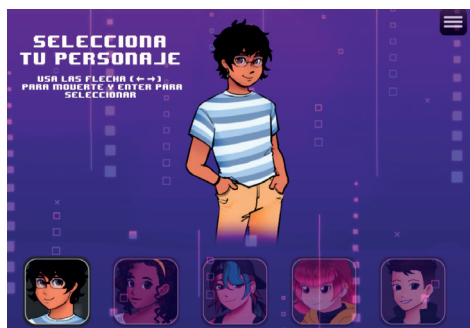 SELECCIONA
TU PERSONAJE
USA LAS FLECHA (←→)
PARA MOVERTE Y ENTER PARA
SELECCIONAR